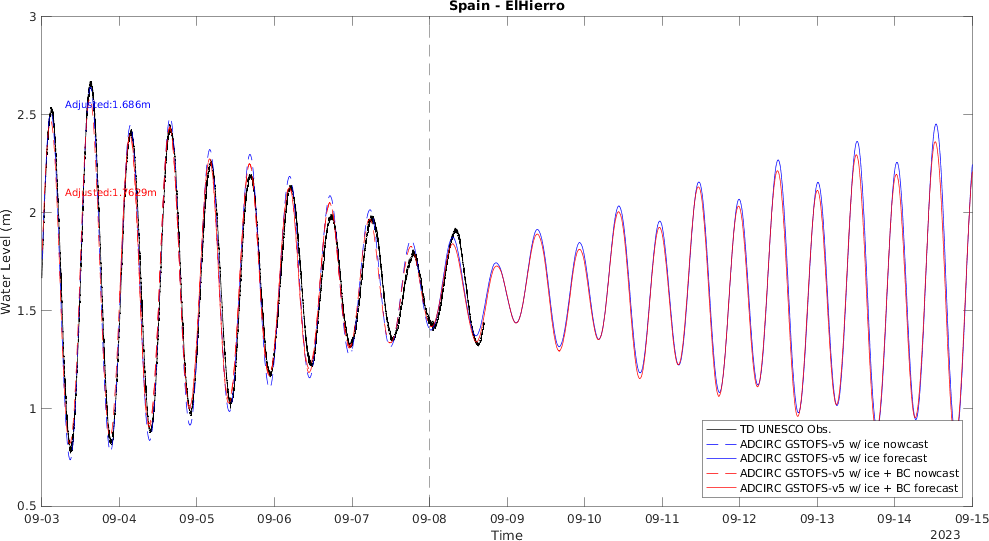 Spain - ElHierro
3
2.5
2
1.5
1
0.5
Water Level (m)
Adjusted:1.686m
Adjusted:1.7629m
TD UNESCO Obs.
ADCIRC GSTOFS-v5 w/ ice nowcast
ADCIRC GSTOFS-v5 w/ ice forecast
ADCIRC GSTOFS-v5 w/ ice + BC nowcast
ADCIRC GSTOFS-v5 w/ ice + BC forecast
09-03 09-04 09-05 09-06 09-07 09-08 09-09 09-10 09-11 09-12 09-13 09-14 09-15
Time
2023